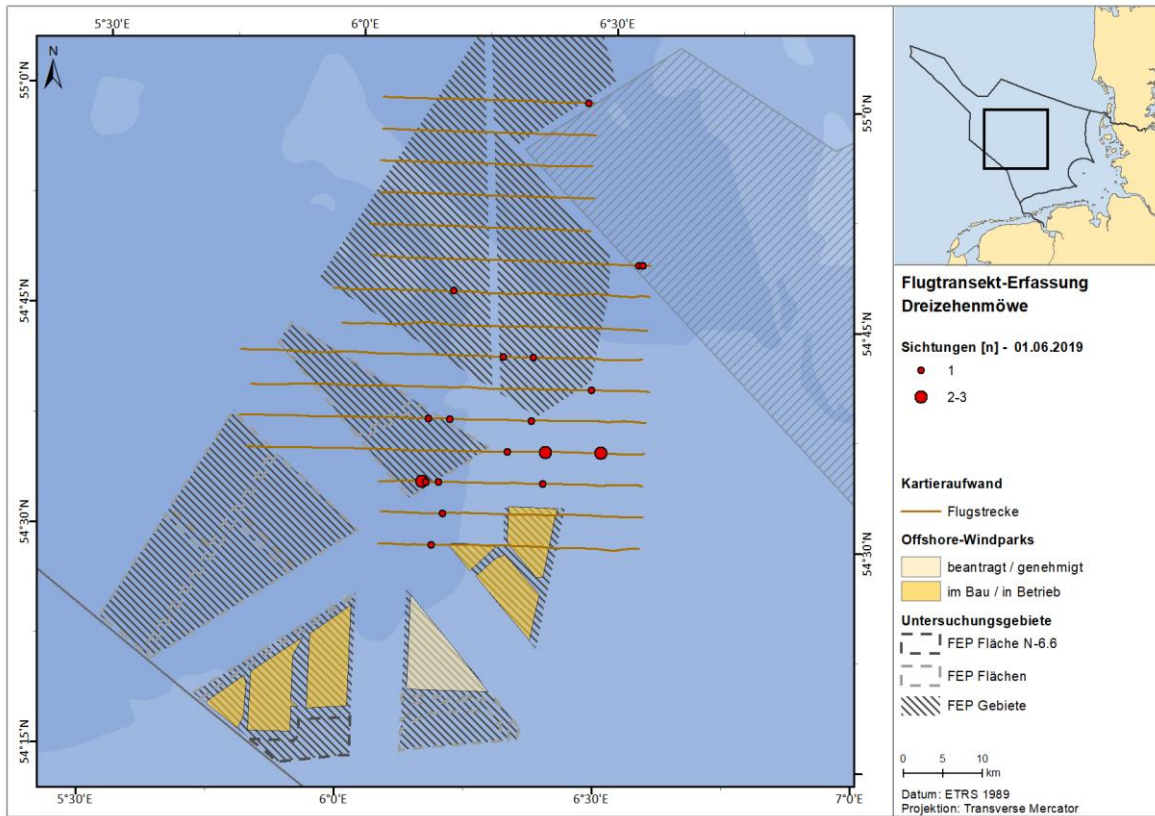 5°30'E
6°0'E
6°30'E
N
55°0'N
54°45'N
54°30'N
54°15'N
55°0'N
54°45'N
54°30'N
5°30'E
6°0'E
6°30'E
7°0'E
Flugtransekt-Erfassung
Dreizehenmöwe
Sichtungen [n] - 01.06.2019
1
2-3
Kartieraufwand
Flugstrecke
Offshore-Windparks
beantragt / genehmigt
im Bau / in Betrieb
Untersuchungsgebiete
FEP Fläche N-6.6
FEP Flächen
FEP Gebiete
0 5 10
km
Datum: ETRS 1989
Projektion: Transverse Mercator